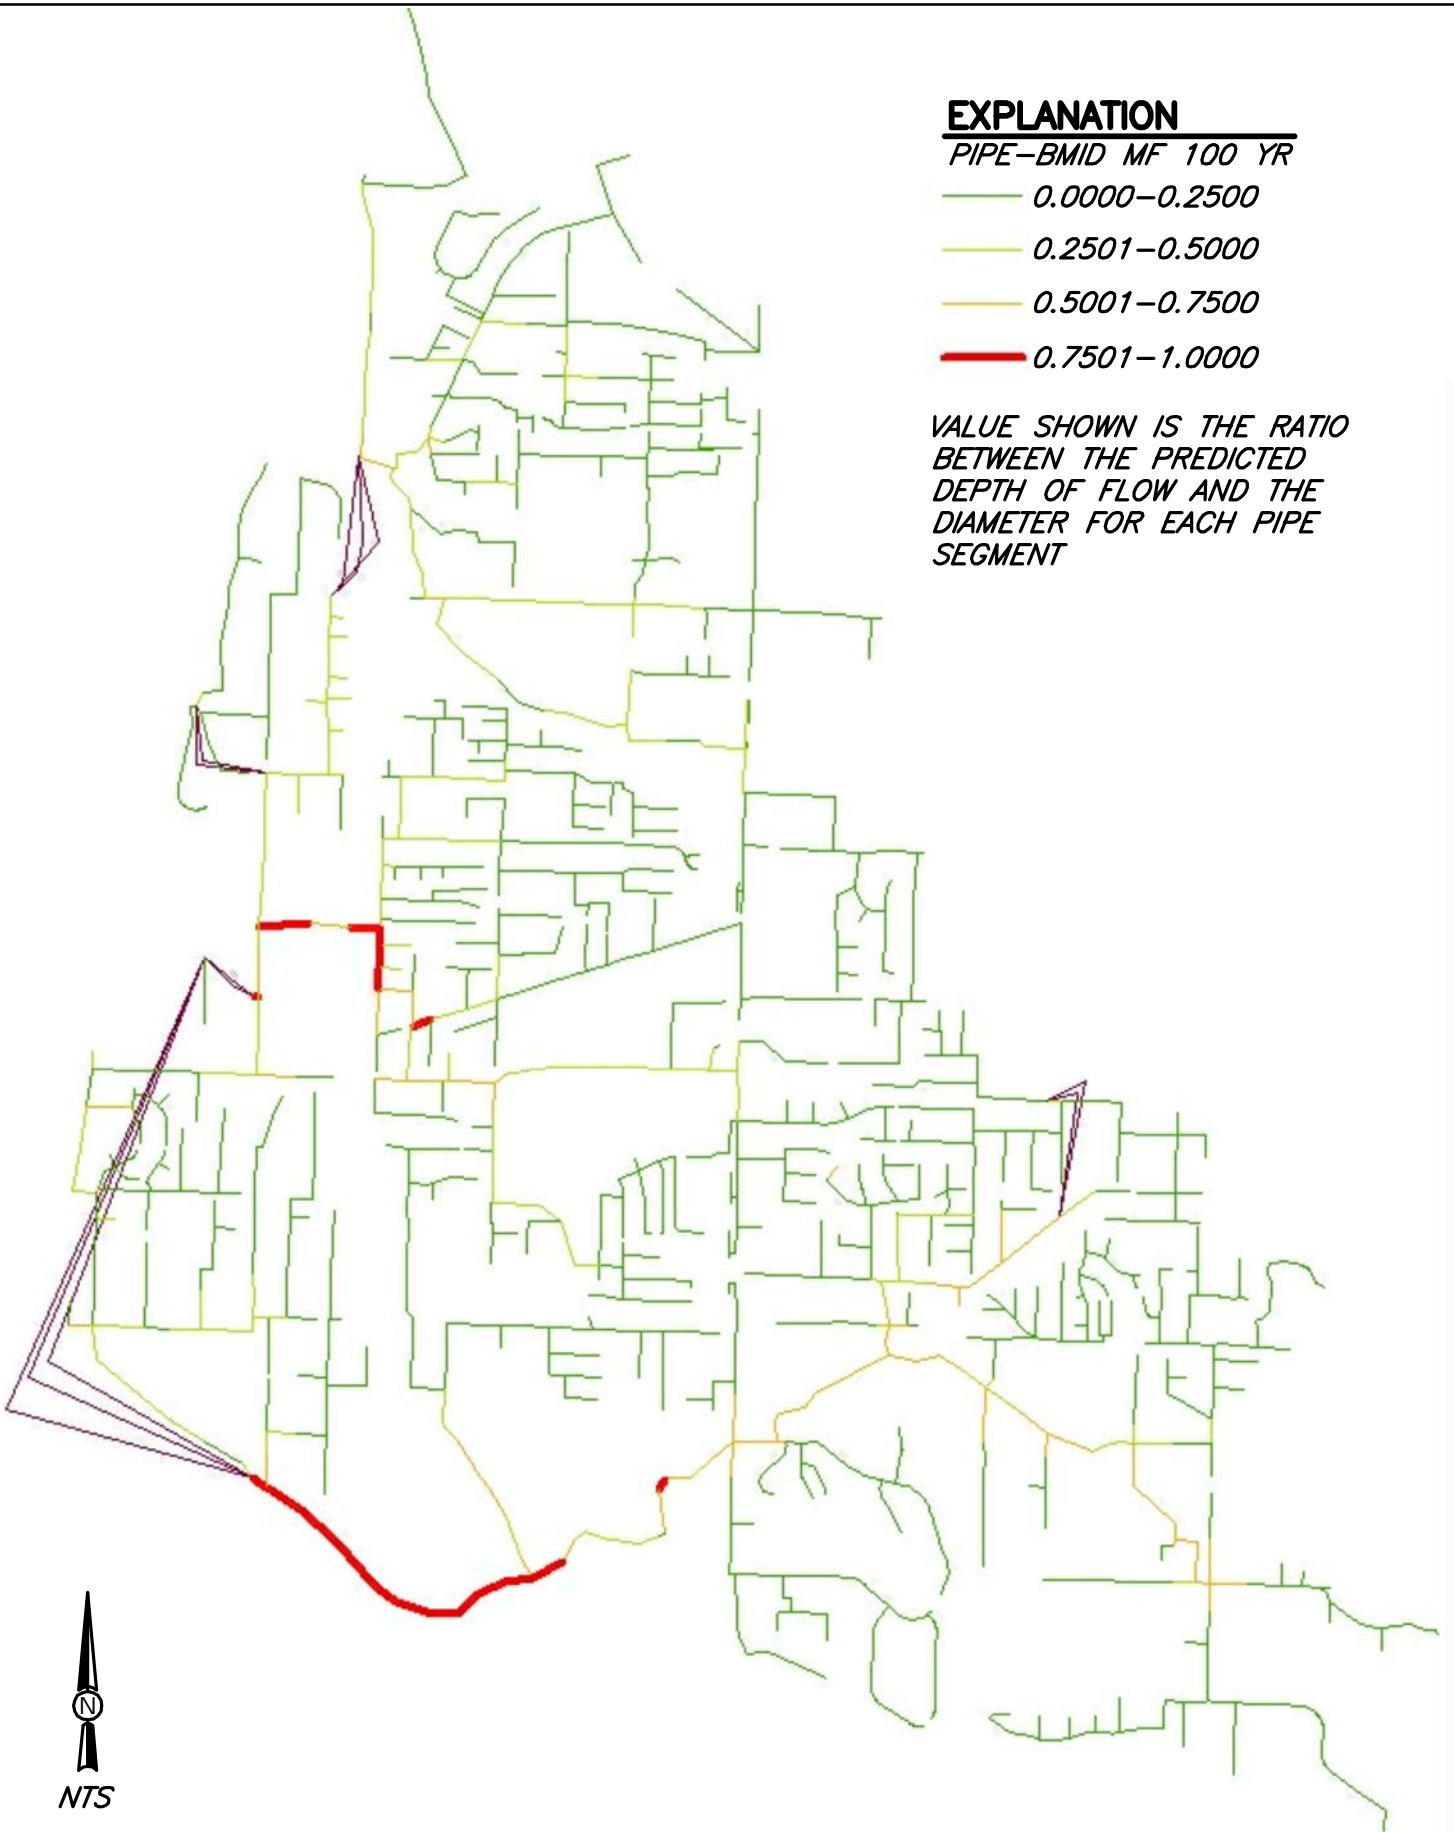 EXPLANATION
PIPE-BMID MF 100 YR
0.0000-0.2500
0.2501-0.5000
0.5001-0.7500
0.7501-1.0000
VALUE SHOWN IS THE RATIO
BETWEEN THE PREDICTED
DEPTH OF FLOW AND THE
DIAMETER FOR EACH PIPE
SEGMENT
N
NTS